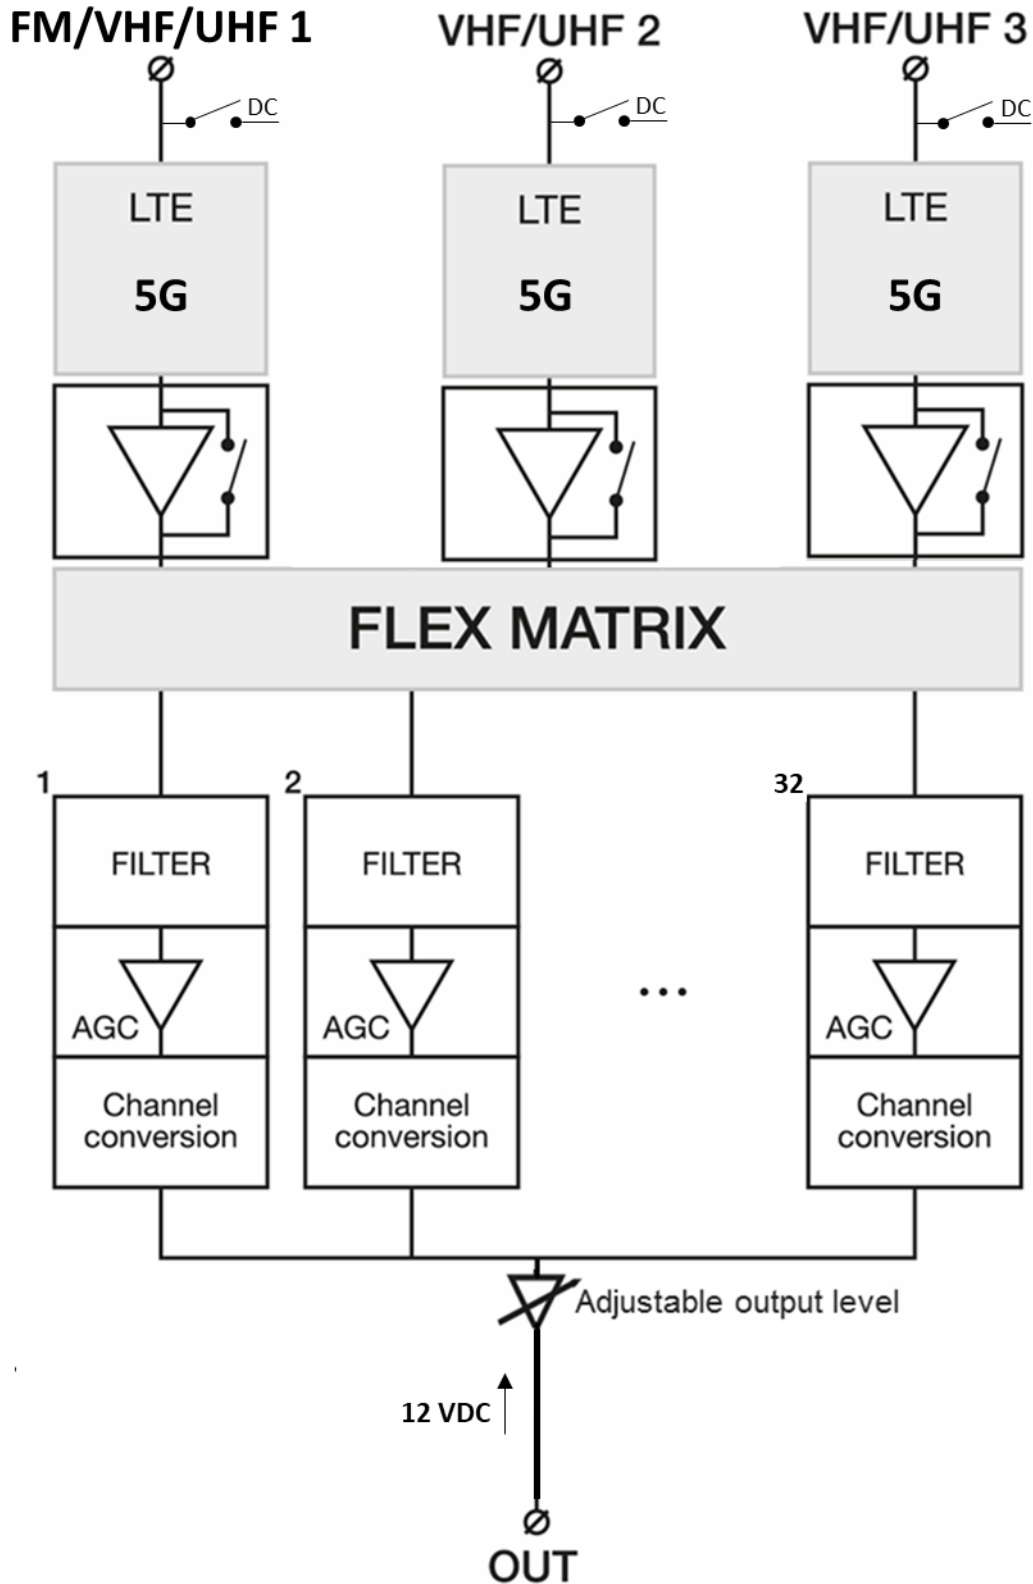 FM/VHF/UHF 1
VHF/UHF 2
VHF/UHF 3
DC
DC
DC
LTE
5G
LTE
5G
LTE
5G
FLEX MATRIX
1
2
32
FILTER
FILTER
FILTER
AGC
AGC
...
AGC
Channel
conversion
Channel
conversion
Channel
conversion
Adjustable output level
12 VDC
OUT